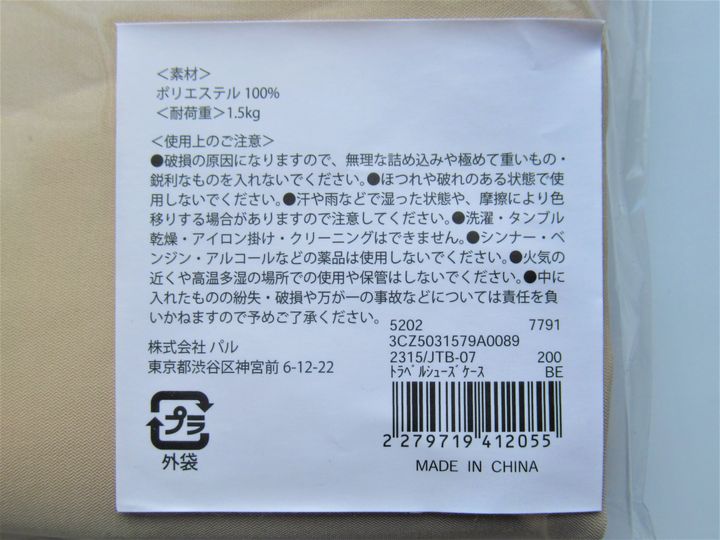 ＜素材＞
ポリエステル 100%
＜耐荷重＞1.5kg
＜使用上のご注意＞
●破損の原因になりますので、無理な詰め込みや極めて重いもの・
鋭利なものを入れないでください。●ほつれや破れのある状態で使
用しないでください。●汗や雨などで湿った状態や、摩擦により色
移りする場合がありますので注意してください。●洗濯・タンブル
乾燥・アイロン掛け・クリーニングはできません。●シンナー・ベ
ンジン・アルコールなどの薬品は使用しないでください。●火気の
近くや高温多湿の場所での使用や保管はしないでください。●中に
入れたものの紛失・破損や万が一の事故などについては責任を負
いかねますので予めご了承ください。
5202 7791
3CZ5031579A0089
2315/JTB-07 200
ﾄﾗﾍﾞﾙｼｭｰｽﾞｹｰｽ BE
株式会社 パル
東京都渋谷区神宮前 6-12-22
プラ
外袋
2 279719 412055
MADE IN CHINA